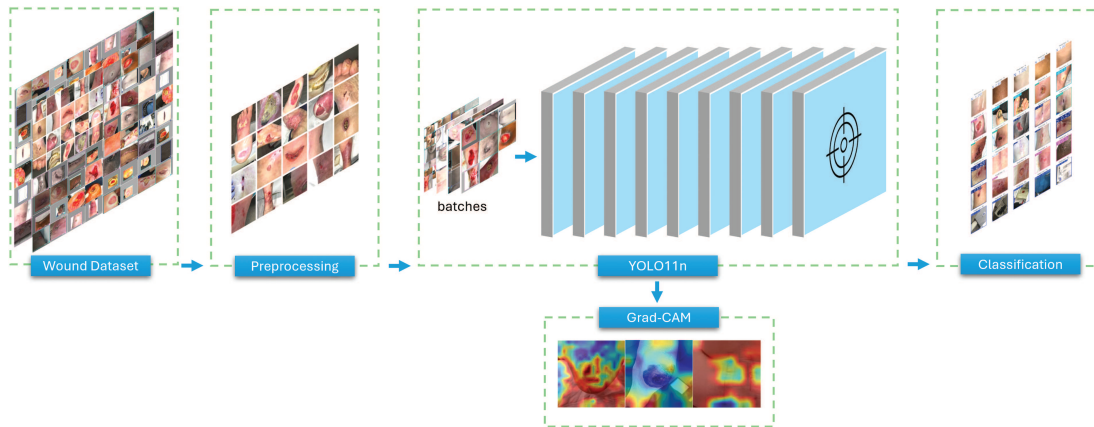 batches
Wound Dataset
Preprocessing
YOLO11n
Classification
Grad-CAM